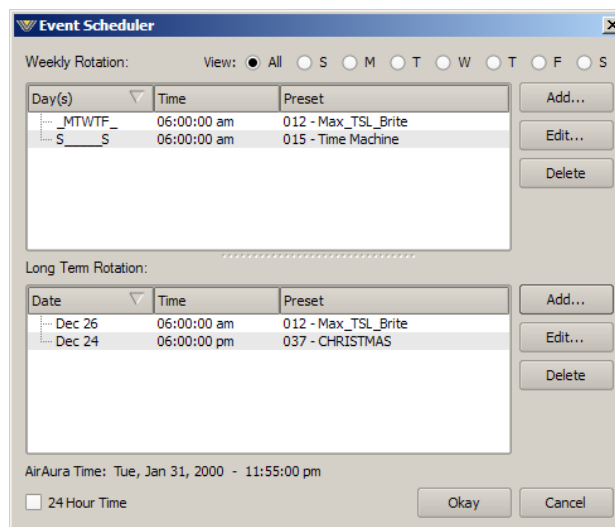 Event Scheduler
Weekly Rotation: View: All S M T W T F S
Day(s) Time Preset Add...
_MTWTF_ 06:00:00 am 012 - Max_TSL_Brite
S_____S 06:00:00 am 015 - Time Machine Edit...
Delete
Long Term Rotation:
Date Time Preset Add...
Dec 26 06:00:00 am 012 - Max_TSL_Brite
Dec 24 06:00:00 pm 037 - CHRISTMAS Edit...
Delete
AirAura Time: Tue, Jan 31, 2000 - 11:55:00 pm
24 Hour Time Okay Cancel